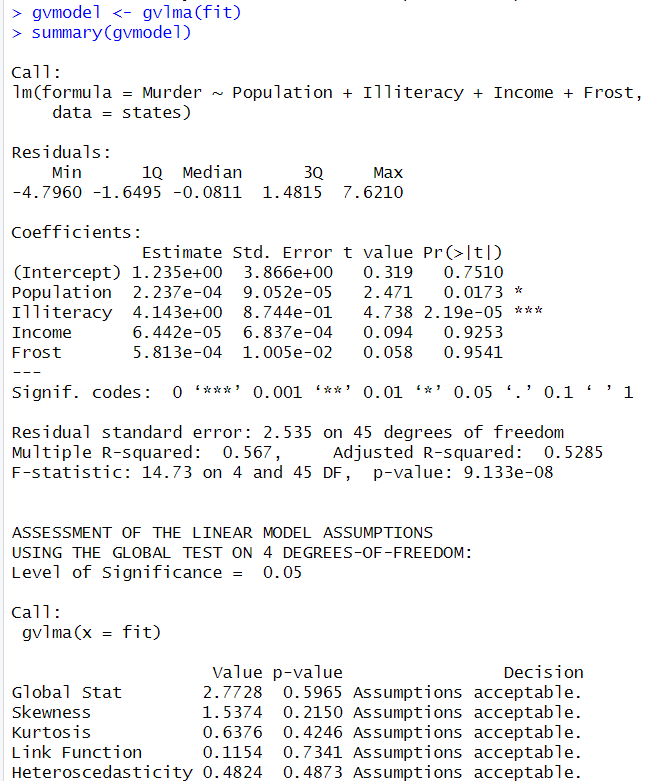 > gvmodel <- gvlma(fit)
> summary(gvmodel)
Call:
lm(formula = Murder ~ Population + Illiteracy + Income + Frost,
    data = states)
Residuals:
    Min      1Q  Median      3Q     Max
-4.7960 -1.6495 -0.0811  1.4815  7.6210
Coefficients:
             Estimate Std. Error t value Pr(>|t|)
(Intercept) 1.235e+00  3.866e+00   0.319   0.7510
Population  2.237e-04  9.052e-05   2.471   0.0173 *
Illiteracy  4.143e+00  8.744e-01   4.738 2.19e-05 ***
Income      6.442e-05  6.837e-04   0.094   0.9253
Frost       5.813e-04  1.005e-02   0.058   0.9541
---
Signif. codes:  0 ‘***’ 0.001 ‘**’ 0.01 ‘*’ 0.05 ‘.’ 0.1 ‘ ’ 1
Residual standard error: 2.535 on 45 degrees of freedom
Multiple R-squared:  0.567,     Adjusted R-squared:  0.5285
F-statistic: 14.73 on 4 and 45 DF,  p-value: 9.133e-08
ASSESSMENT OF THE LINEAR MODEL ASSUMPTIONS
USING THE GLOBAL TEST ON 4 DEGREES-OF-FREEDOM:
Level of Significance =  0.05
Call:
 gvlma(x = fit)
                    Value p-value                Decision
Global Stat        2.7728  0.5965 Assumptions acceptable.
Skewness           1.5374  0.2150 Assumptions acceptable.
Kurtosis           0.6376  0.4246 Assumptions acceptable.
Link Function      0.1154  0.7341 Assumptions acceptable.
Heteroscedasticity 0.4824  0.4873 Assumptions acceptable.